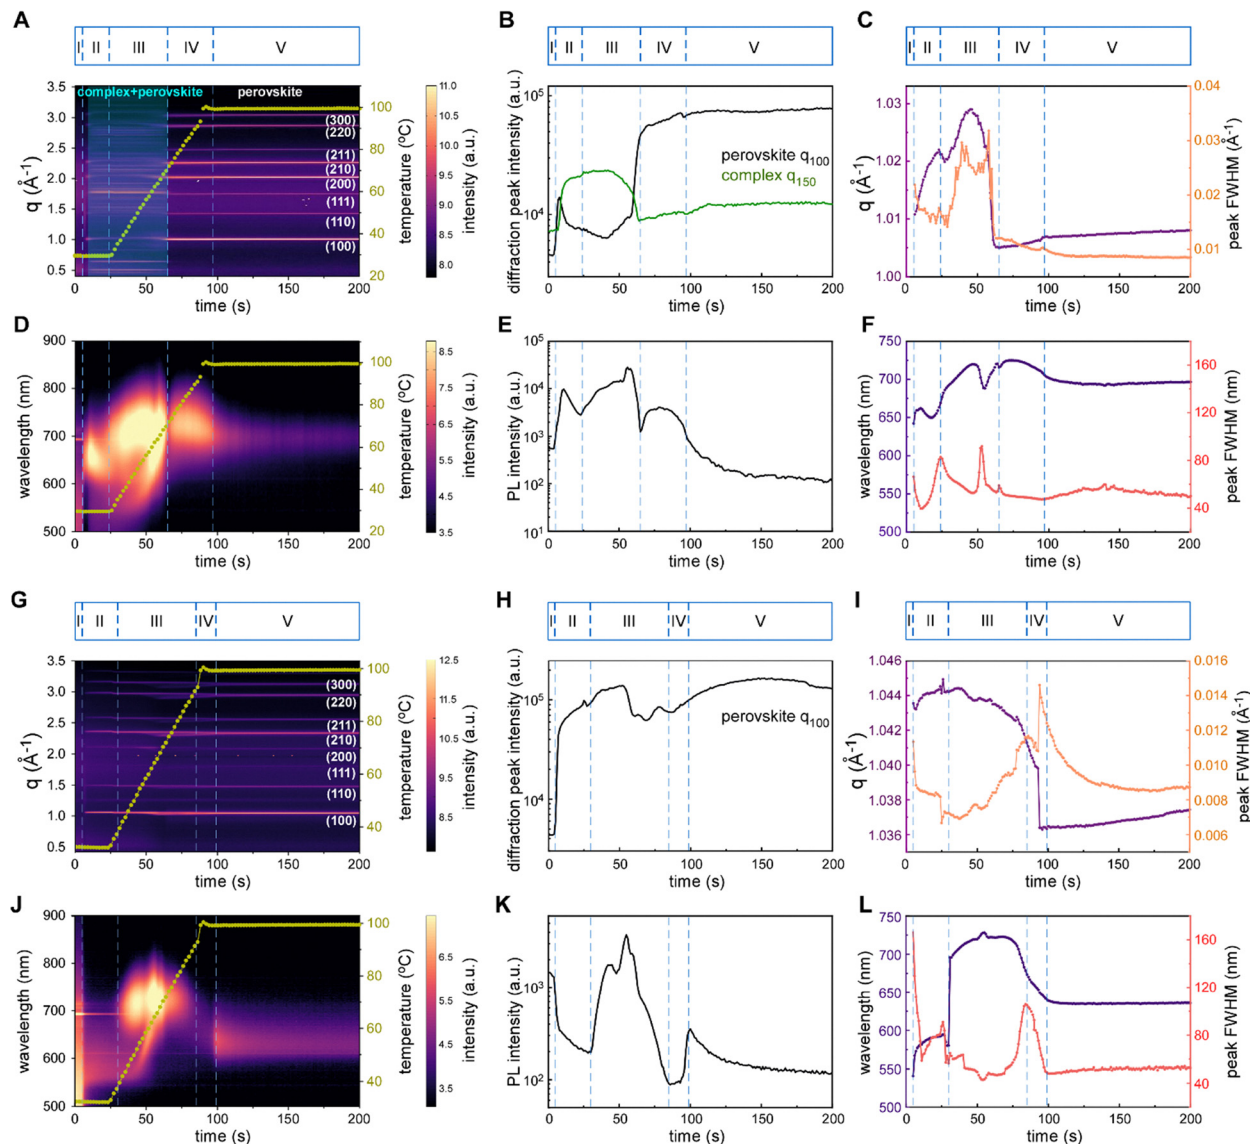 A
I II III IV V
complex+perovskite perovskite
3.5
3.0
2.5
2.0
1.5
1.0
0.5
q (Å-1)
(300)
(220)
(211)
(210)
(200)
(111)
(110)
(100)
100
80
60
40
20
temperature (ºC)
11.0
10.5
10.0
9.5
9.0
8.5
8.0
intensity (a.u.)
0 50 100 150 200
time (s)
B
I II III IV V
10^5
10^4
diffraction peak intensity (a.u.)
perovskite q100
complex q150
0 50 100 150 200
time (s)
C
I II III IV V
1.03
1.02
1.01
1.00
q (Å-1)
0.04
0.03
0.02
0.01
peak FWHM (Å-1)
0 50 100 150 200
time (s)
D
900
800
700
600
500
wavelength (nm)
100
80
60
40
20
temperature (ºC)
8.5
7.5
6.5
5.5
4.5
3.5
intensity (a.u.)
0 50 100 150 200
time (s)
E
10^5
10^4
10^3
10^2
10^1
PL intensity (a.u.)
0 50 100 150 200
time (s)
F
750
700
650
600
550
500
wavelength (nm)
160
120
80
40
peak FWHM (nm)
0 50 100 150 200
time (s)
G
I II III IV V
3.5
3.0
2.5
2.0
1.5
1.0
0.5
q (Å-1)
(300)
(220)
(211)
(210)
(200)
(111)
(110)
(100)
100
80
60
40
temperature (ºC)
12.5
11.5
10.5
9.5
8.5
intensity (a.u.)
0 50 100 150 200
time (s)
H
I II III IV V
10^5
10^4
diffraction peak intensity (a.u.)
perovskite q100
0 50 100 150 200
time (s)
I
I II III IV V
1.046
1.044
1.042
1.040
1.038
1.036
q (Å-1)
0.016
0.014
0.012
0.010
0.008
0.006
peak FWHM (Å-1)
0 50 100 150 200
time (s)
J
900
800
700
600
500
wavelength (nm)
100
80
60
40
temperature (ºC)
6.5
6.0
5.5
5.0
4.5
4.0
3.5
intensity (a.u.)
0 50 100 150 200
time (s)
K
10^3
10^2
PL intensity (a.u.)
0 50 100 150 200
time (s)
L
750
700
650
600
550
500
wavelength (nm)
160
120
80
40
peak FWHM (nm)
0 50 100 150 200
time (s)